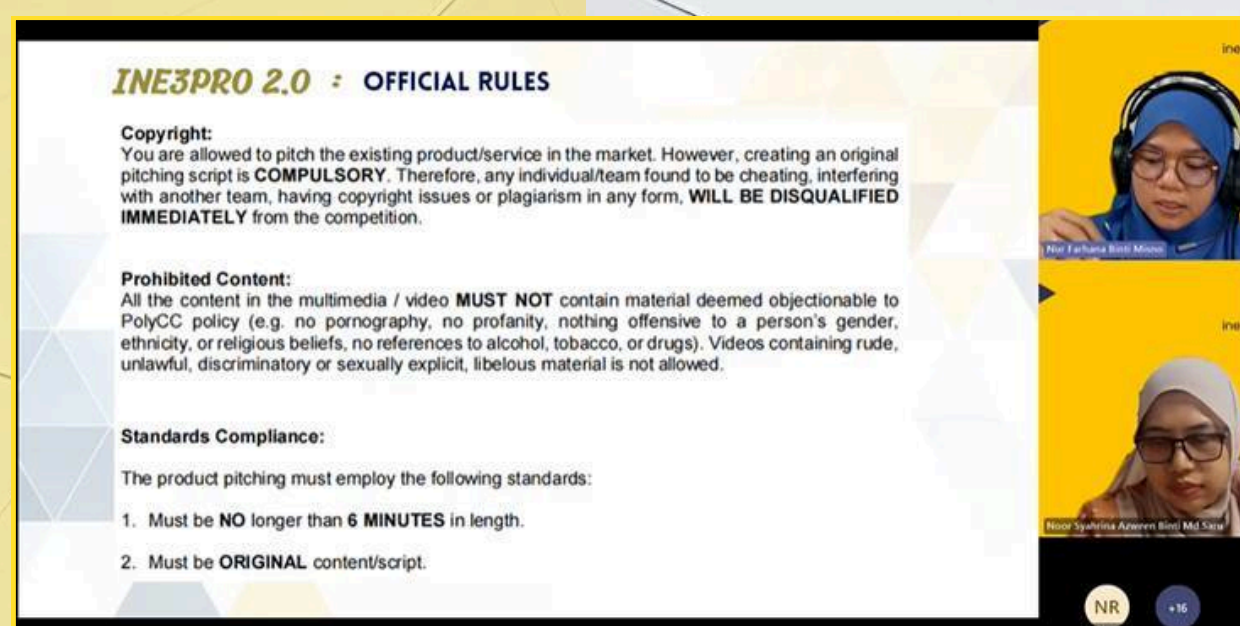 INE3PRO 2.0 : OFFICIAL RULES
Copyright:
You are allowed to pitch the existing product/service in the market. However, creating an original
pitching script is COMPULSORY. Therefore, any individual/team found to be cheating, interfering
with another team, having copyright issues or plagiarism in any form, WILL BE DISQUALIFIED
IMMEDIATELY from the competition.
Prohibited Content:
All the content in the multimedia / video MUST NOT contain material deemed objectionable to
PolyCC policy (e.g. no pornography, no profanity, nothing offensive to a person's gender,
ethnicity, or religious beliefs, no references to alcohol, tobacco, or drugs). Videos containing rude,
unlawful, discriminatory or sexually explicit, libelous material is not allowed.
Standards Compliance:
The product pitching must employ the following standards:
1. Must be NO longer than 6 MINUTES in length.
2. Must be ORIGINAL content/script.
ine
Nur Farhana Binti Misno
ine
Noor Syahrina Azween Binti Md Saru
NR
+16